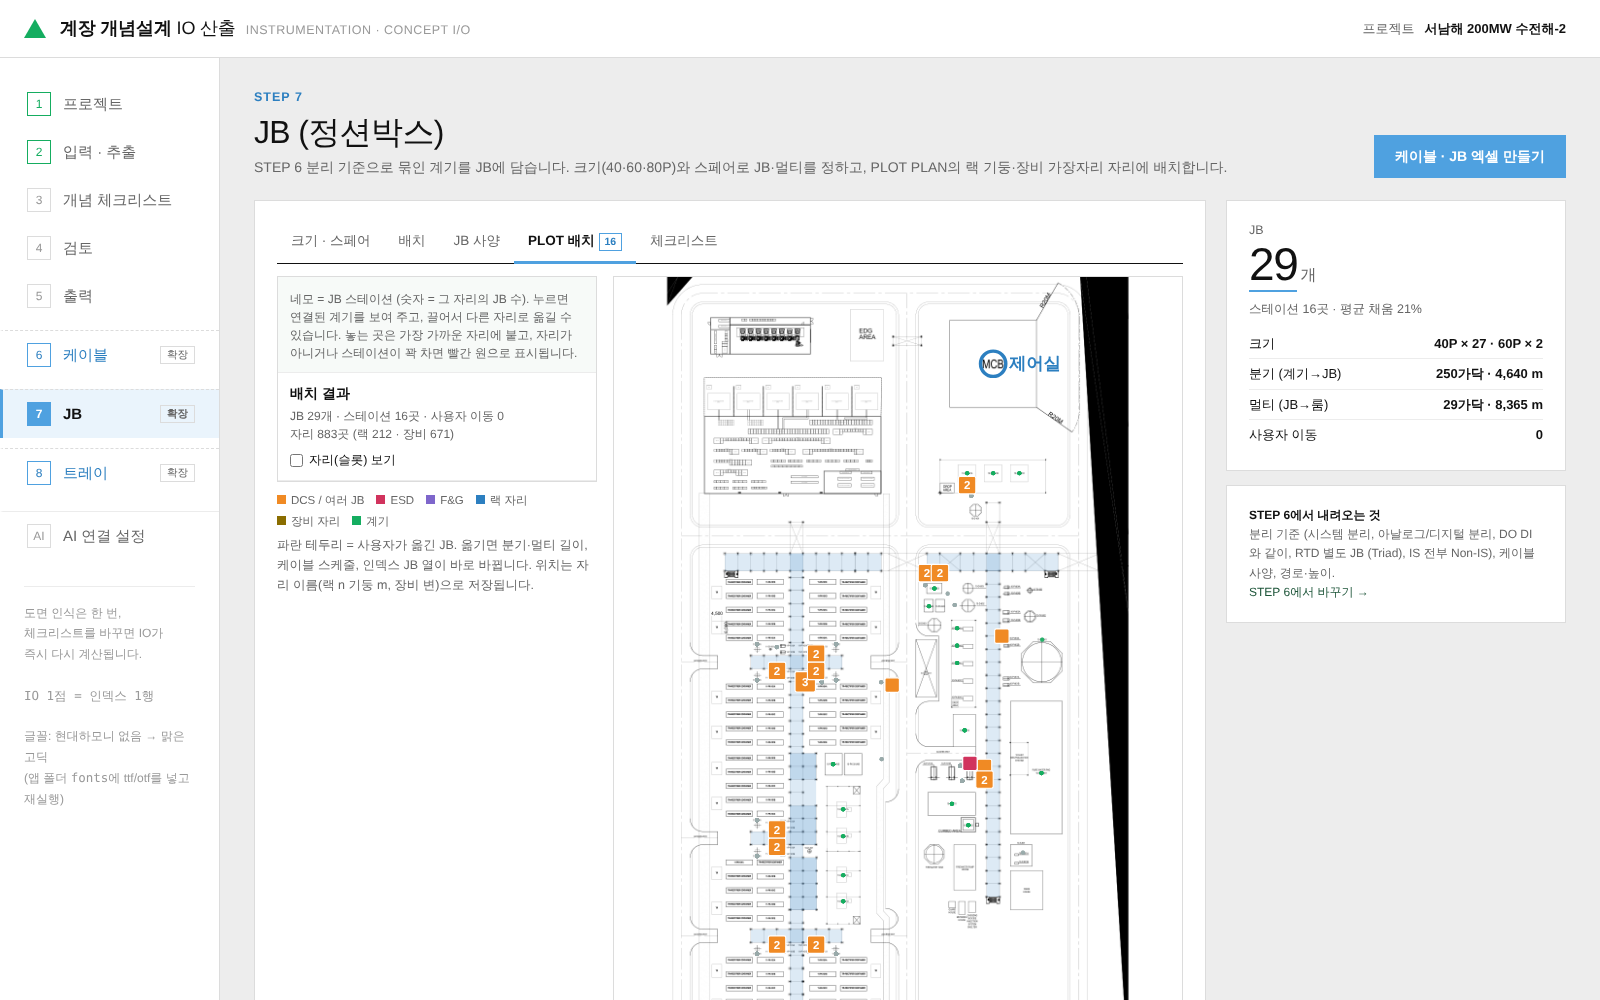 계장 개념설계 IO 산출 INSTRUMENTATION · CONCEPT I/O
프로젝트 서남해 200MW 수전해-2
1 프로젝트
2 입력 · 추출
3 개념 체크리스트
4 검토
5 출력
6 케이블 확장
7 JB 확장
8 트레이 확장
AI AI 연결 설정
도면 인식은 한 번,
체크리스트를 바꾸면 IO가
즉시 다시 계산됩니다.
IO 1점 = 인덱스 1행
글꼴: 현대하모니 없음 → 맑은
고딕
(앱 폴더 fonts에 ttf/otf를 넣고
재실행)
STEP 7
JB (정션박스)
STEP 6 분리 기준으로 묶인 계기를 JB에 담습니다. 크기(40·60·80P)와 스페어로 JB·멀티를 정하고, PLOT PLAN의 랙 기둥·장비 가장자리 자리에 배치합니다.
케이블 · JB 엑셀 만들기
크기 · 스페어
배치
JB 사양
PLOT 배치 16
체크리스트
네모 = JB 스테이션 (숫자 = 그 자리의 JB 수). 누르면
연결된 계기를 보여 주고, 끌어서 다른 자리로 옮길 수
있습니다. 놓는 곳은 가장 가까운 자리에 붙고, 자리가
아니거나 스테이션이 꽉 차면 빨간 원으로 표시됩니다.
배치 결과
JB 29개 · 스테이션 16곳 · 사용자 이동 0
자리 883곳 (랙 212 · 장비 671)
자리(슬롯) 보기
DCS / 여러 JB
ESD
F&G
랙 자리
장비 자리
계기
파란 테두리 = 사용자가 옮긴 JB. 옮기면 분기·멀티 길이,
케이블 스케줄, 인덱스 JB 열이 바로 바뀝니다. 위치는 자
리 이름(랙 n 기둥 m, 장비 변)으로 저장됩니다.
EDG
AREA
R20M
MCB 제어실
R20M
2
2 2
4,500
2
2
2
3
2
2
2
2 2
JB
29 개
스테이션 16곳 · 평균 채움 21%
크기 40P × 27 · 60P × 2
분기 (계기→JB) 250가닥 · 4,640 m
멀티 (JB→룸) 29가닥 · 8,365 m
사용자 이동 0
STEP 6에서 내려오는 것
분리 기준 (시스템 분리, 아날로그/디지털 분리, DO DI
와 같이, RTD 별도 JB (Triad), IS 전부 Non-IS), 케이블
사양, 경로·높이.
STEP 6에서 바꾸기 →